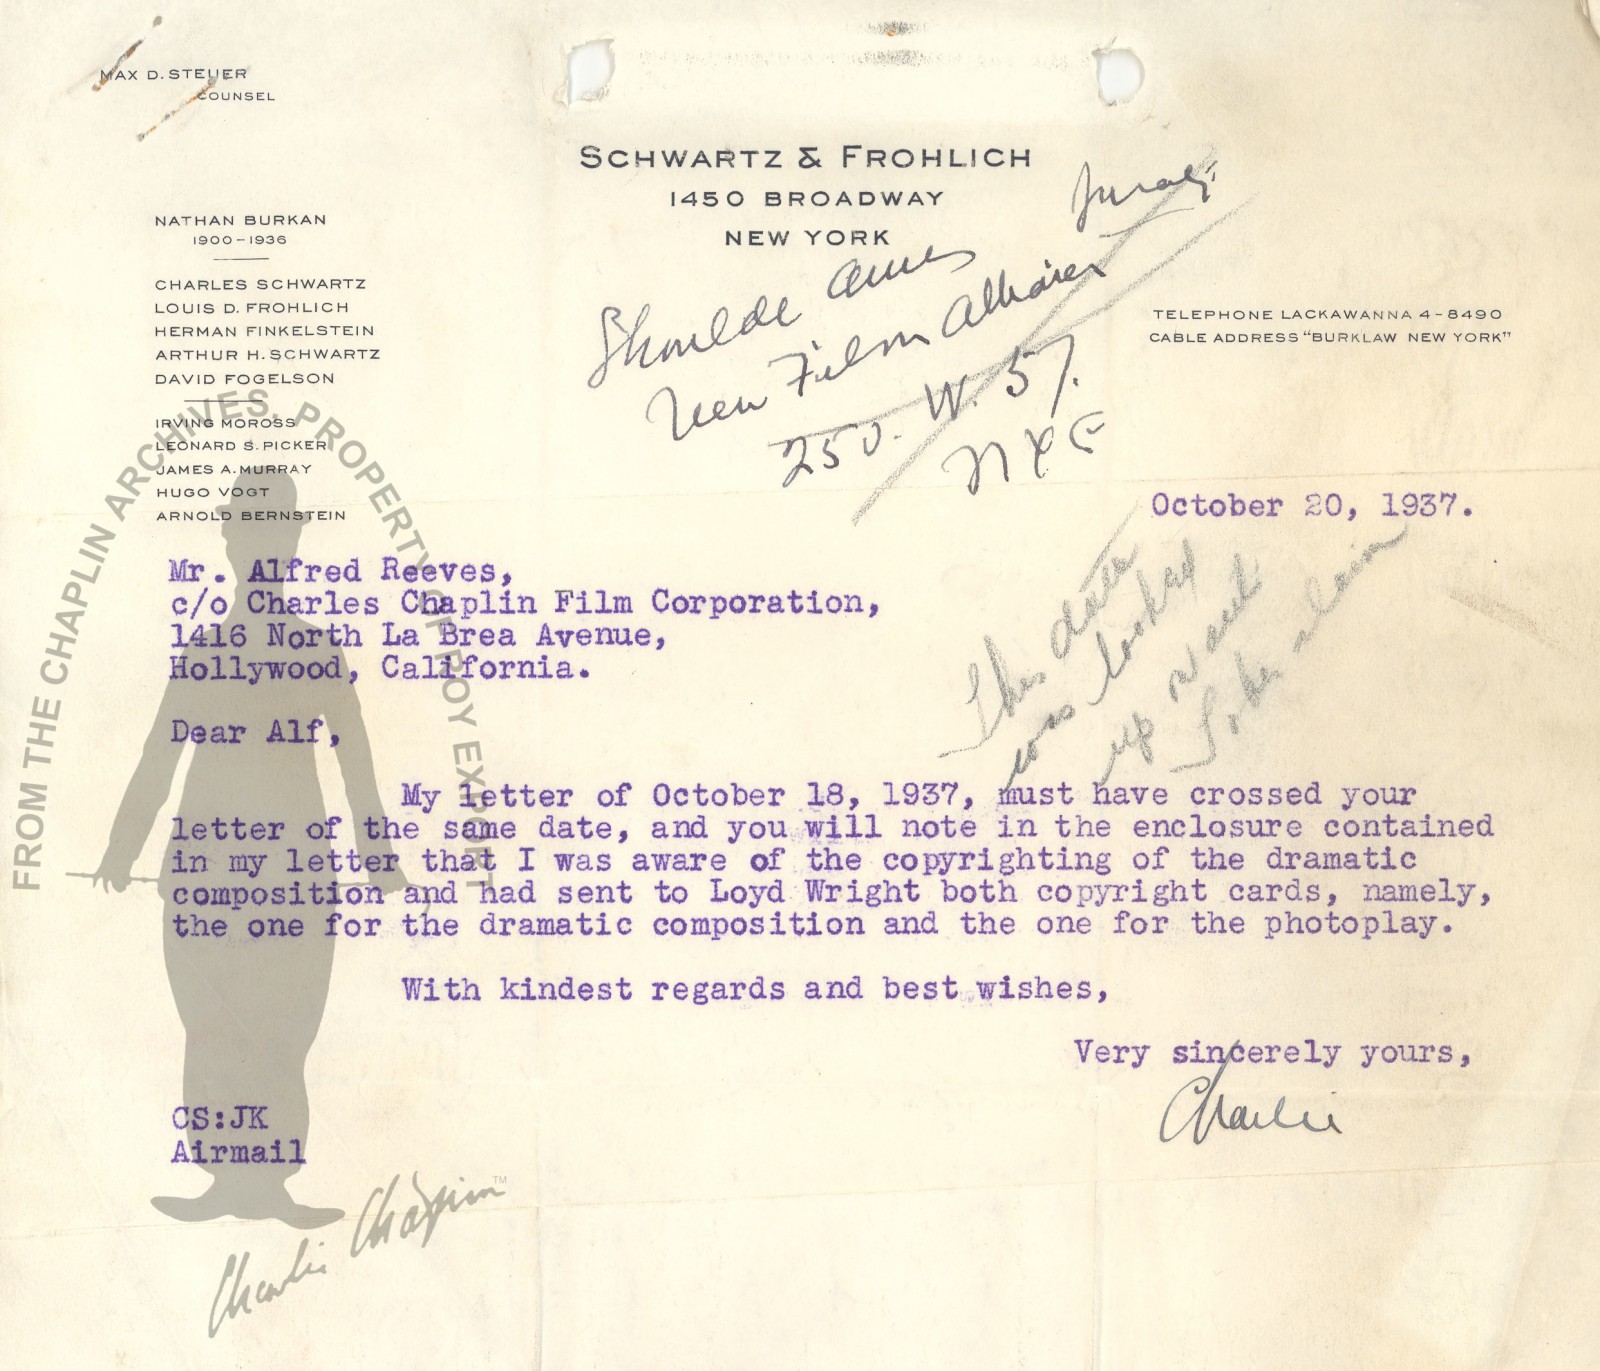 MAX D. STEUER
COUNSEL
SCHWARTZ & FROHLICH
1450 BROADWAY
NEW YORK
NATHAN BURKAN
1900-1936
CHARLES SCHWARTZ
LOUIS D. FROHLICH
HERMAN FINKELSTEIN
ARTHUR H. SCHWARTZ
DAVID FOGELSON
IRVING MOROSS
LEONARD S. PICKER
JAMES A. MURRAY
HUGO VOGT
ARNOLD BERNSTEIN
TELEPHONE LACKAWANNA 4-8490
CABLE ADDRESS "BURKLAW NEW YORK"
New Film Alliance
250. W. 57.
October 20, 1937.
This date
was looked
up
Mr. Alfred Reeves,
c/o Charles Chaplin Film Corporation,
1416 North La Brea Avenue,
Hollywood, California.
Dear Alf,
My letter of October 18, 1937, must have crossed your
letter of the same date, and you will note in the enclosure contained
in my letter that I was aware of the copyrighting of the dramatic
composition and had sent to Loyd Wright both copyright cards, namely,
the one for the dramatic composition and the one for the photoplay.
With kindest regards and best wishes,
Very sincerely yours,
Charlie
CS:JK
Airmail
FROM THE CHAPLIN ARCHIVES, PROPERTY OF ROY EXPORT
Charlie Chaplin™